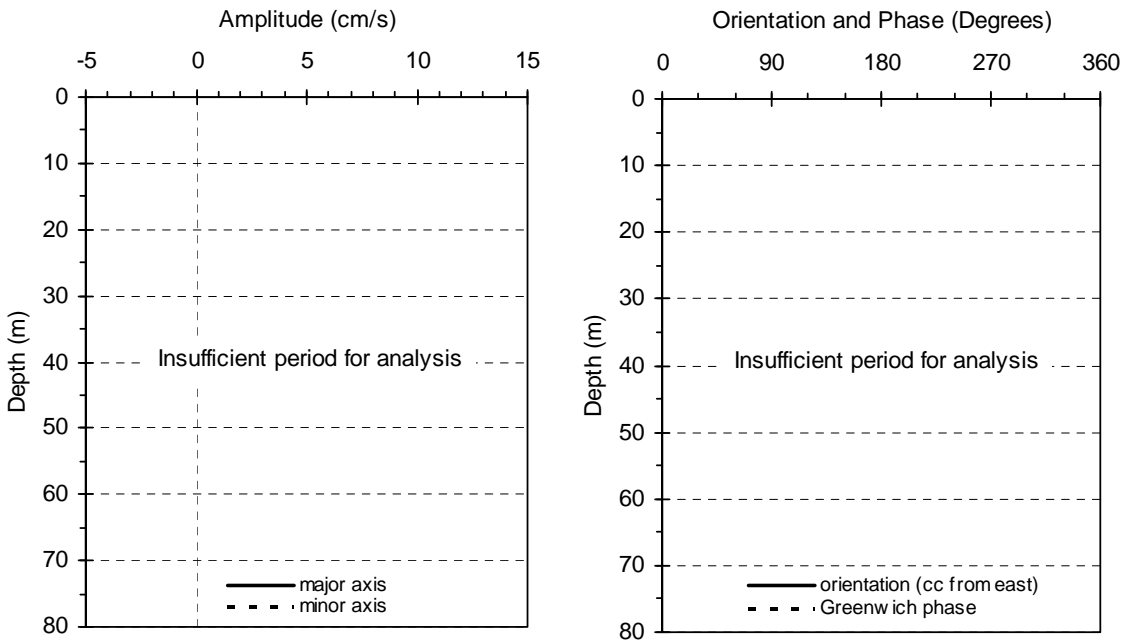 Amplitude (cm/s)
-5 0 5 10 15
0
10
20
30
40
50
60
70
80
Depth (m)
Insufficient period for analysis
major axis
minor axis
Orientation and Phase (Degrees)
0 90 180 270 360
0
10
20
30
40
50
60
70
80
Depth (m)
Insufficient period for analysis
orientation (cc from east)
Greenwich phase